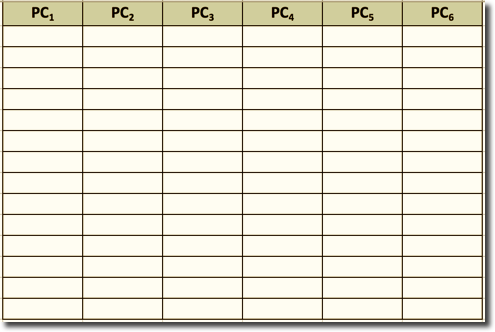 PC₁ PC₂ PC₃ PC₄ PC₅ PC₆